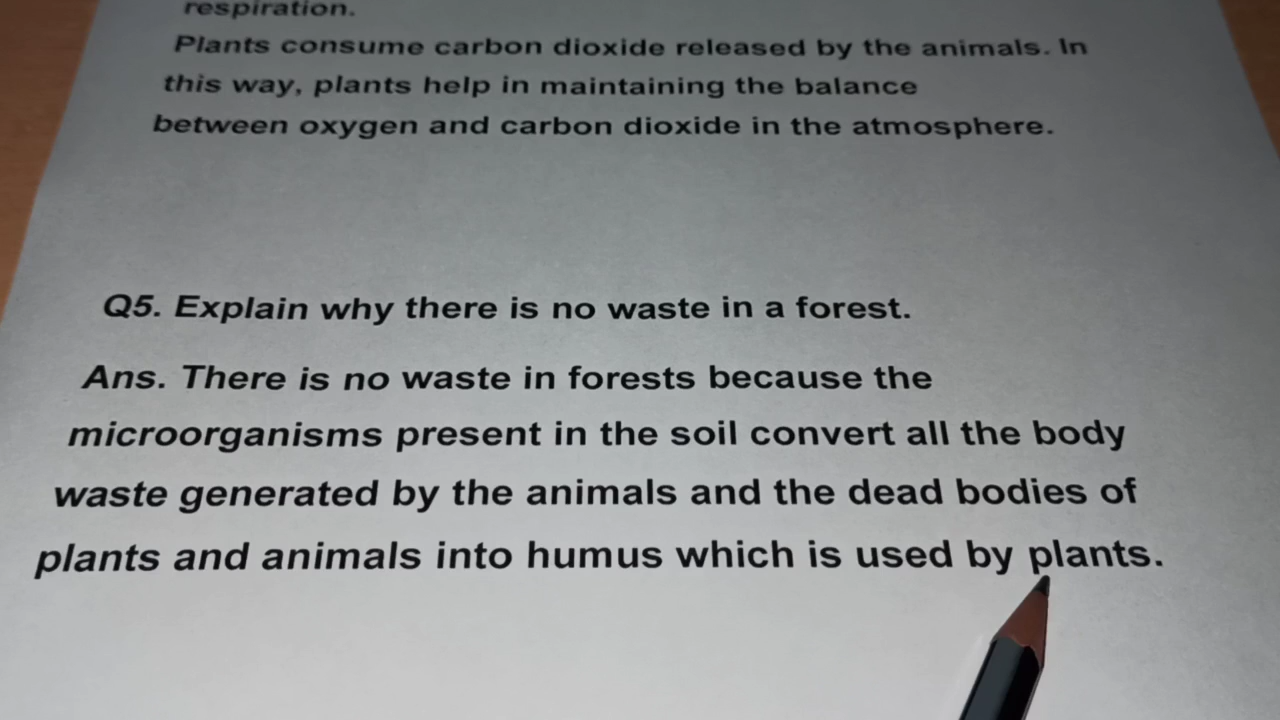 respiration.
Plants consume carbon dioxide released by the animals. In
this way, plants help in maintaining the balance
between oxygen and carbon dioxide in the atmosphere.
Q5. Explain why there is no waste in a forest.
Ans. There is no waste in forests because the
microorganisms present in the soil convert all the body
waste generated by the animals and the dead bodies of
plants and animals into humus which is used by plants.